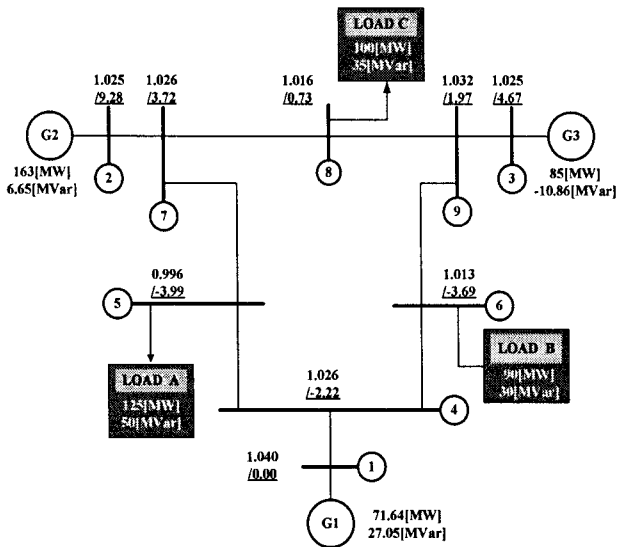 LOAD C
100[MW]
35[MVar]
1.025
/9.28
1.026
/3.72
1.016
/0.73
1.032
/1.97
1.025
/4.67
G2
G3
163[MW]
6.65[MVar]
2
7
8
9
3
85[MW]
-10.86[MVar]
0.996
/-3.99
5
1.013
/-3.69
6
LOAD A
125[MW]
50[MVar]
LOAD B
90[MW]
30[MVar]
1.026
/-2.22
4
1.040
/0.00
1
G1
71.64[MW]
27.05[MVar]